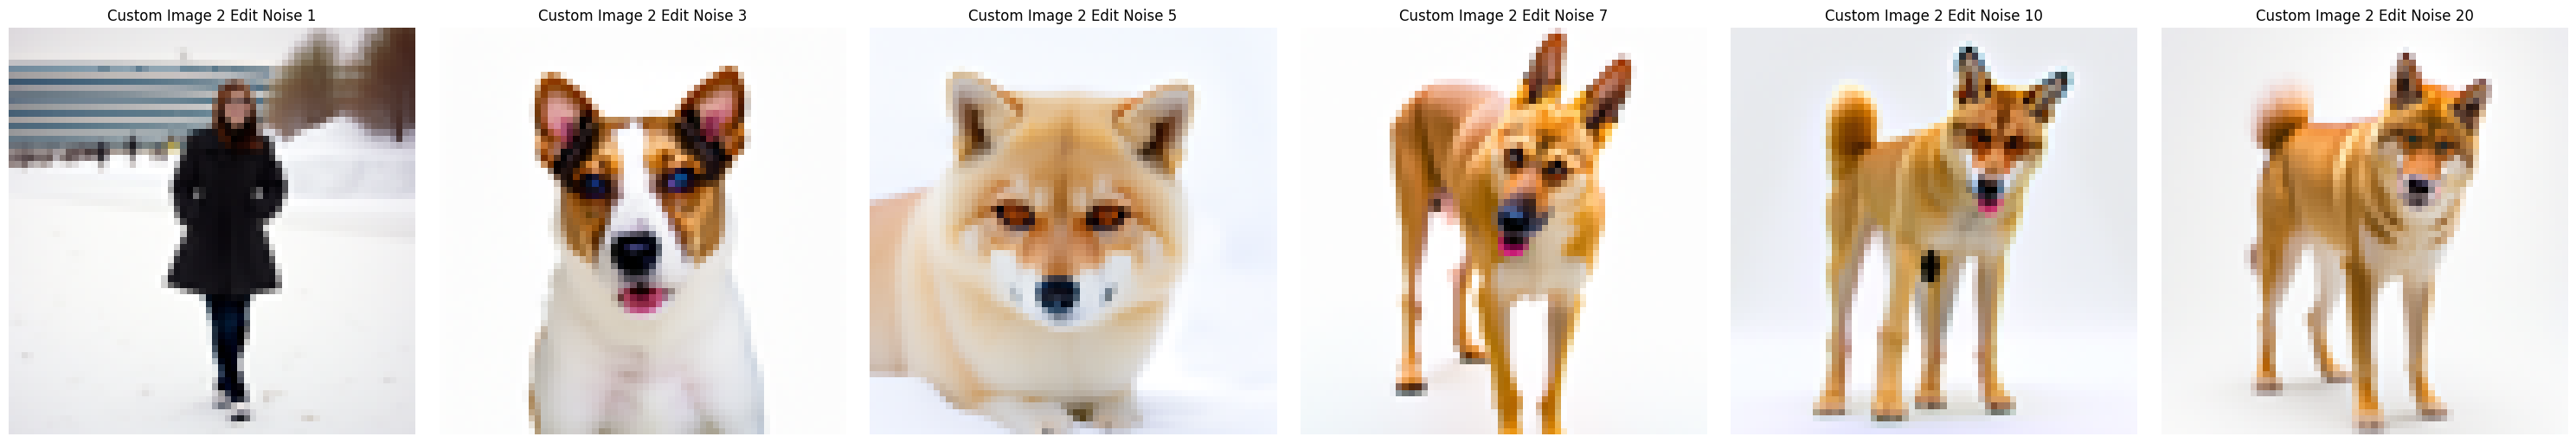 Custom Image 2 Edit Noise 1
Custom Image 2 Edit Noise 3
Custom Image 2 Edit Noise 5
Custom Image 2 Edit Noise 7
Custom Image 2 Edit Noise 10
Custom Image 2 Edit Noise 20